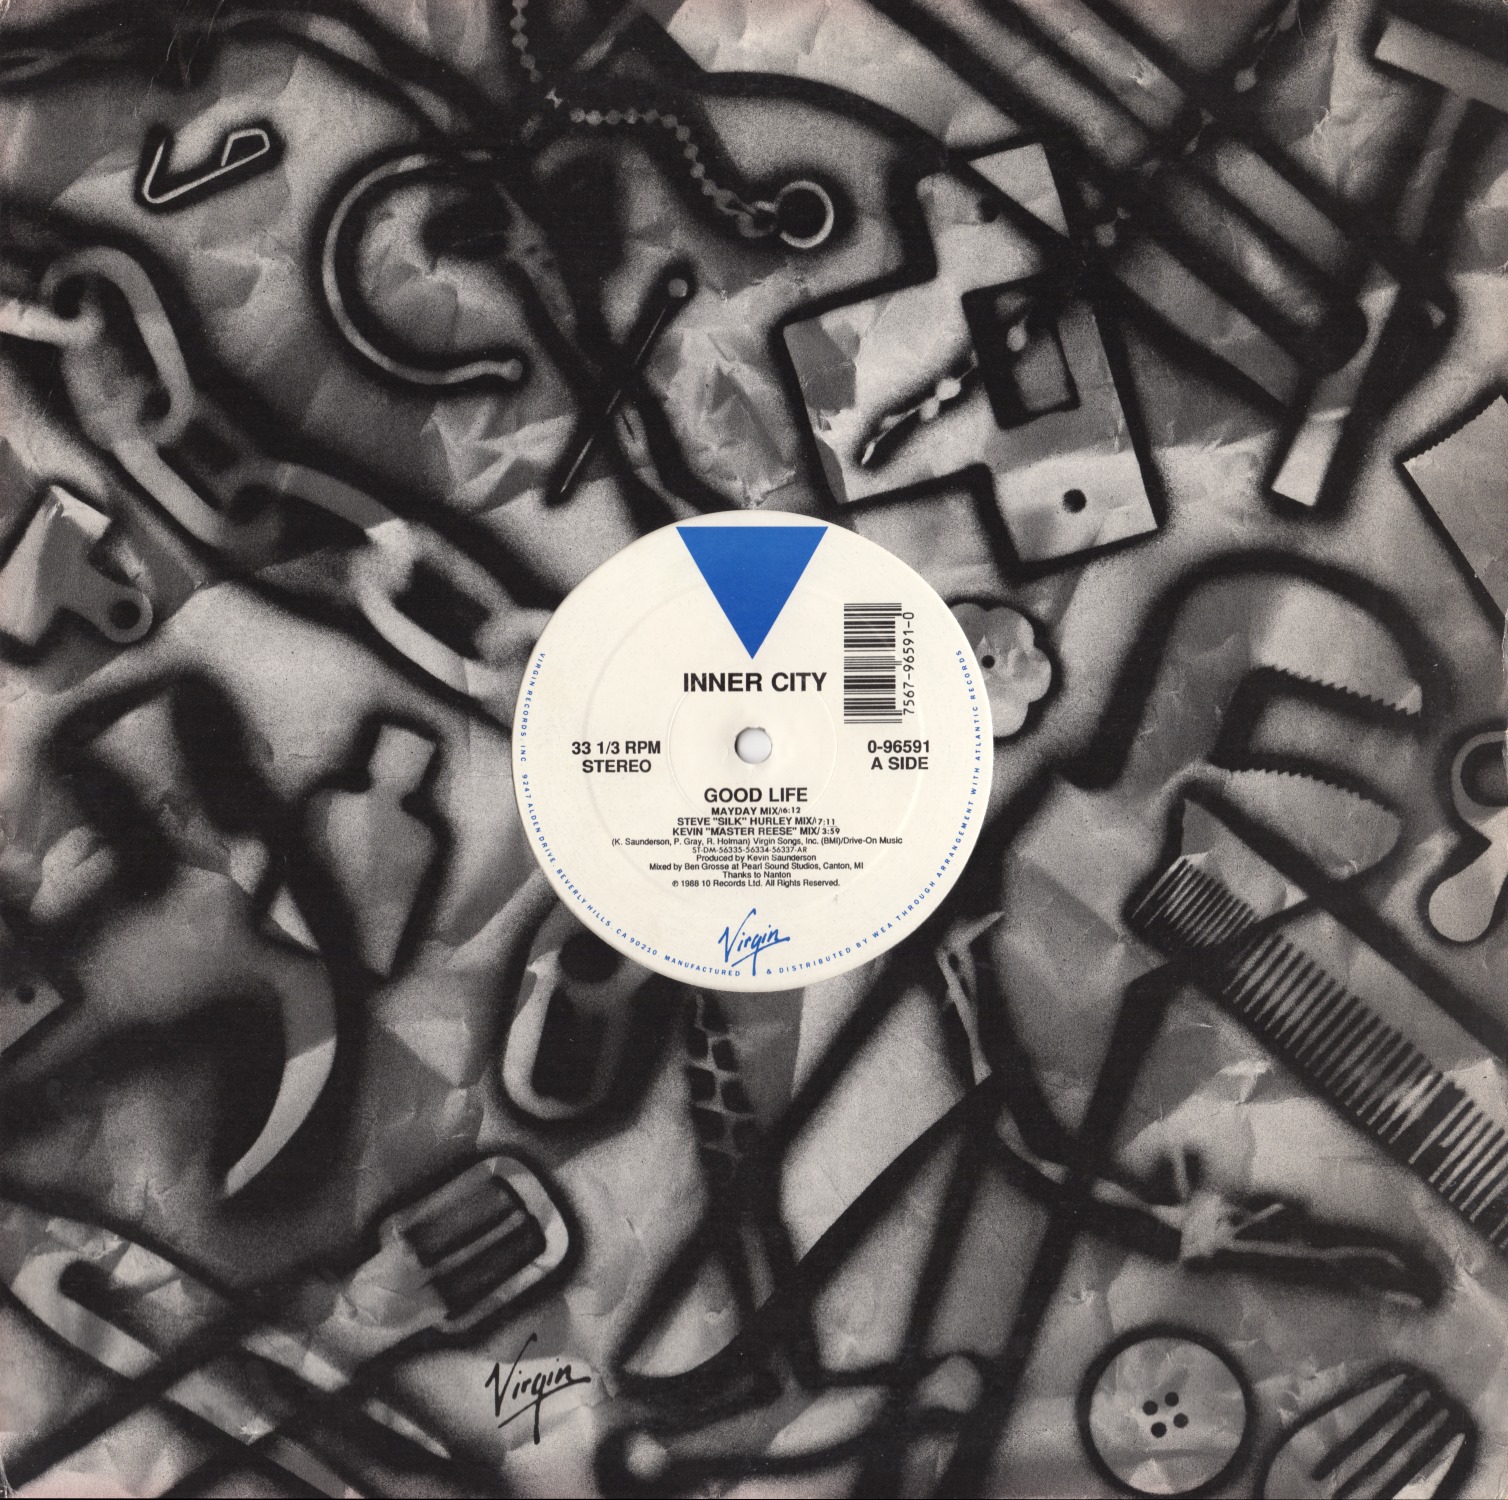 INNER CITY
7567-96591-0
33 1/3 RPM
STEREO
0-96591
A SIDE
GOOD LIFE
MAYDAY MIX/6:12
STEVE "SILK" HURLEY MIX/7:11
KEVIN "MASTER REESE" MIX/3:59
(K. Saunderson, P. Gray, R. Holman) Virgin Songs, Inc. (BMI)/Drive-On Music
ST-DM-56335-56334-56337-AR
Produced by Kevin Saunderson
Mixed by Ben Grosse at Pearl Sound Studios, Canton, MI
Thanks to Nanton
℗ 1988 10 Records Ltd. All Rights Reserved.
Virgin
VIRGIN RECORDS, INC. 9247 ALDEN DRIVE, BEVERLY HILLS, CA 90210. MANUFACTURED & DISTRIBUTED BY WEA THROUGH ARRANGEMENT WITH ATLANTIC RECORDS
Virgin